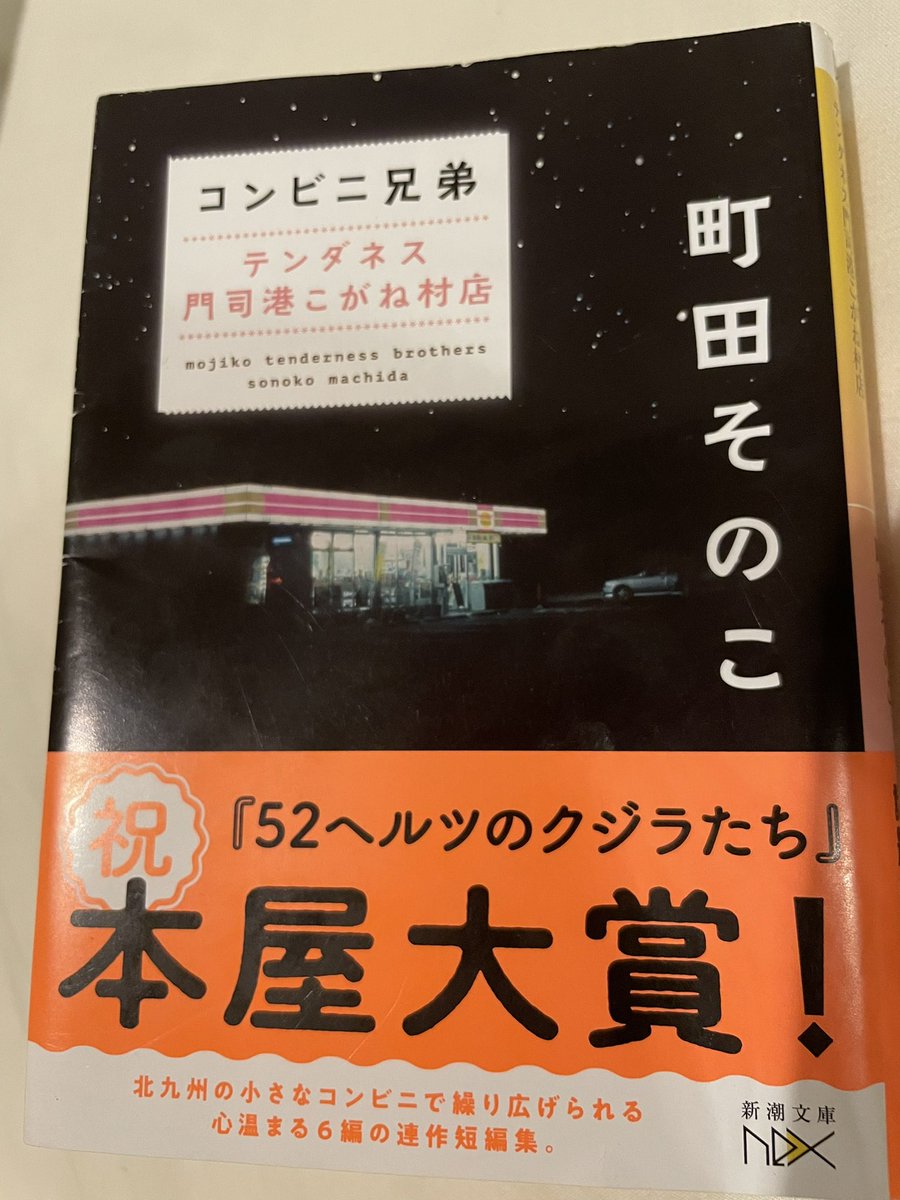 コンビニ兄弟
テンダネス
門司港こがね村店
mojiko tenderness brothers
sonoko machida
町田そのこ
祝
『52ヘルツのクジラたち』
本屋大賞!
北九州の小さなコンビニで繰り広げられる
心温まる6編の連作短編集。
新潮文庫
nex